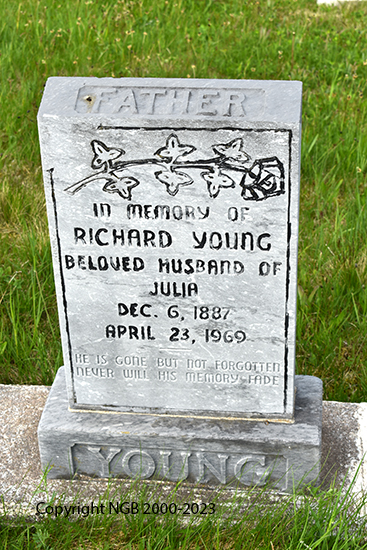 FATHER
IN MEMORY OF
RICHARD YOUNG
BELOVED HUSBAND OF
JULIA
DEC. 6, 1887
APRIL 23, 1969
HE IS GONE BUT NOT FORGOTTEN
NEVER WILL HIS MEMORY FADE
YOUNG
Copyright NGB 2000-2023